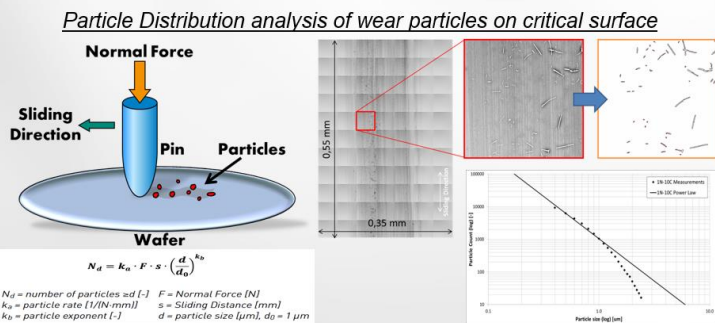 Particle Distribution analysis of wear particles on critical surface
Normal Force
Sliding
Direction
Pin
Particles
Wafer
N_d = k_a · F · s · (d/d_0)^{k_b}
N_d = number of particles ≥d [-]   F = Normal Force [N]
k_a = particle rate [1/(N·mm)]   s = Sliding Distance [mm]
k_b = particle exponent [-]   d = particle size [µm], d_0 = 1 µm
0,55 mm
0,35 mm
Sliding Direction
1N-10C Measurements
1N-10C Power Law
Particle Count (log) [-]
100000
10000
1000
100
10
0.1 1.0 10.0
Particle size (log) [um]